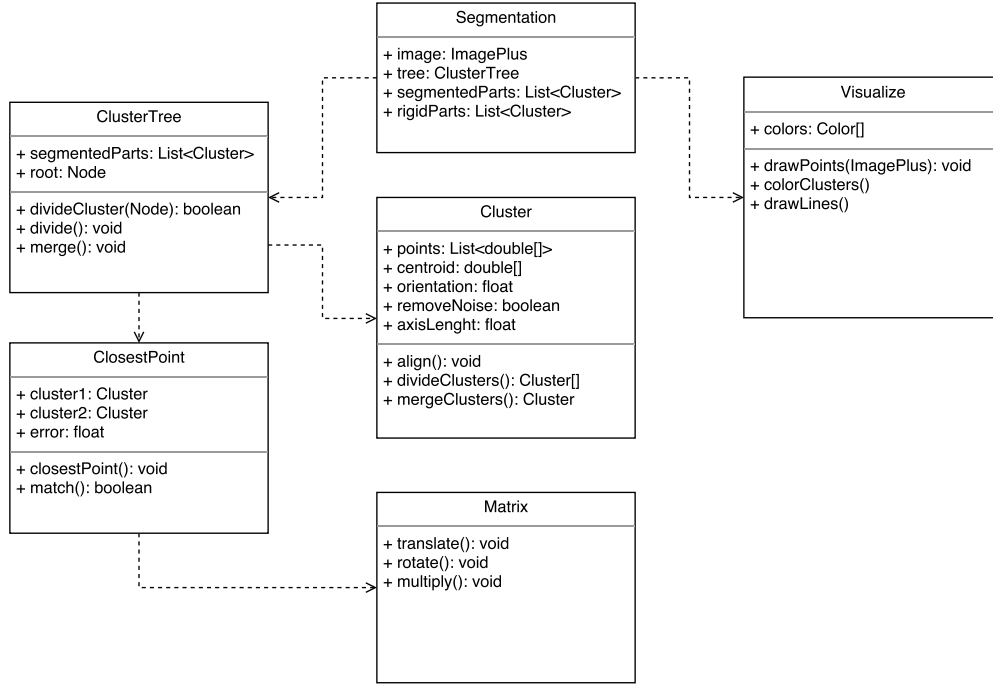 Segmentation
+ image: ImagePlus
+ tree: ClusterTree
+ segmentedParts: List<Cluster>
+ rigidParts: List<Cluster>
Visualize
+ colors: Color[]
+ drawPoints(ImagePlus): void
+ colorClusters()
+ drawLines()
ClusterTree
+ segmentedParts: List<Cluster>
+ root: Node
+ divideCluster(Node): boolean
+ divide(): void
+ merge(): void
Cluster
+ points: List<double[]>
+ centroid: double[]
+ orientation: float
+ removeNoise: boolean
+ axisLenght: float
+ align(): void
+ divideClusters(): Cluster[]
+ mergeClusters(): Cluster
ClosestPoint
+ cluster1: Cluster
+ cluster2: Cluster
+ error: float
+ closestPoint(): void
+ match(): boolean
Matrix
+ translate(): void
+ rotate(): void
+ multiply(): void